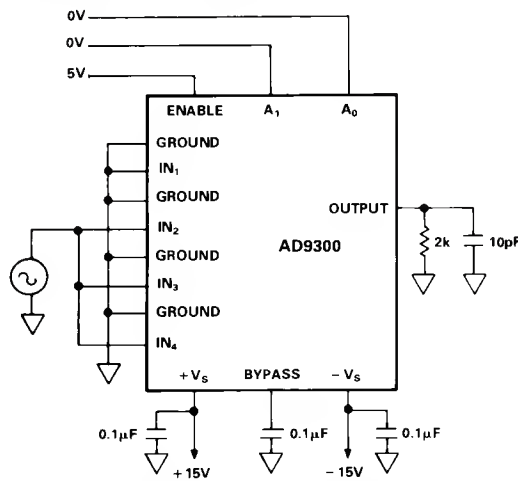 0V
0V
5V
ENABLE A₁ A₀
GROUND
IN₁
GROUND
IN₂
GROUND
IN₃
GROUND
IN₄
OUTPUT
AD9300
2k
10pF
+VS BYPASS −VS
0.1μF
0.1μF
0.1μF
+15V
−15V